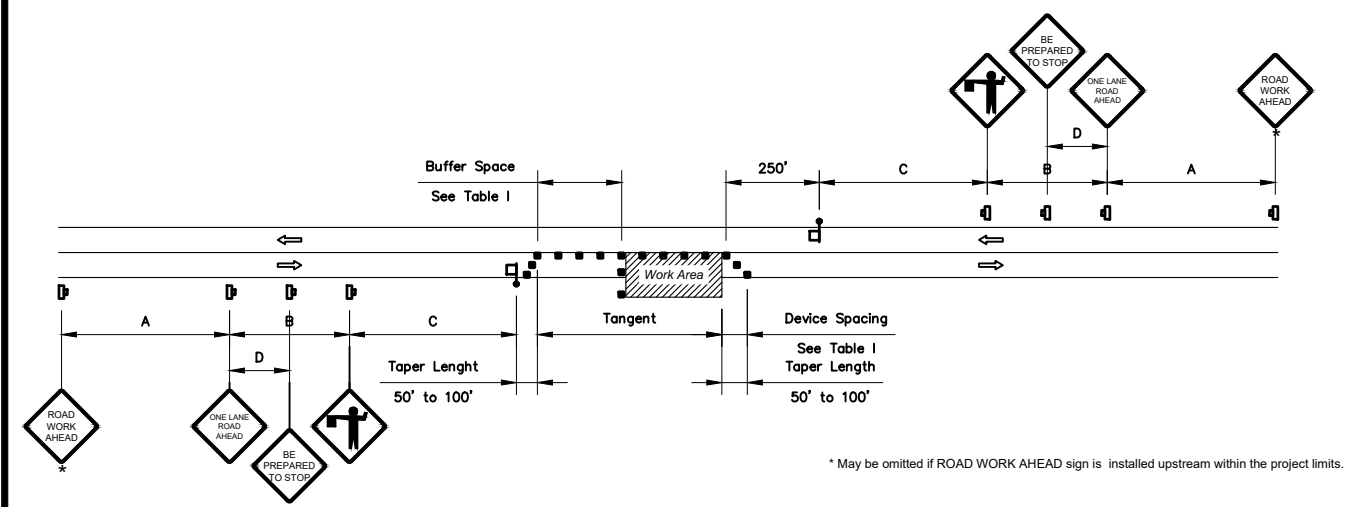 BE
PREPARED
TO STOP
ONE LANE
ROAD
AHEAD
ROAD
WORK
AHEAD
*
D
Buffer Space
See Table I
250'
C
B
A
Work Area
A
B
C
Tangent
Device Spacing
See Table I
D
Taper Lenght
50' to 100'
Taper Length
50' to 100'
ROAD
WORK
AHEAD
*
ONE LANE
ROAD
AHEAD
BE
PREPARED
TO STOP
* May be omitted if ROAD WORK AHEAD sign is installed upstream within the project limits.